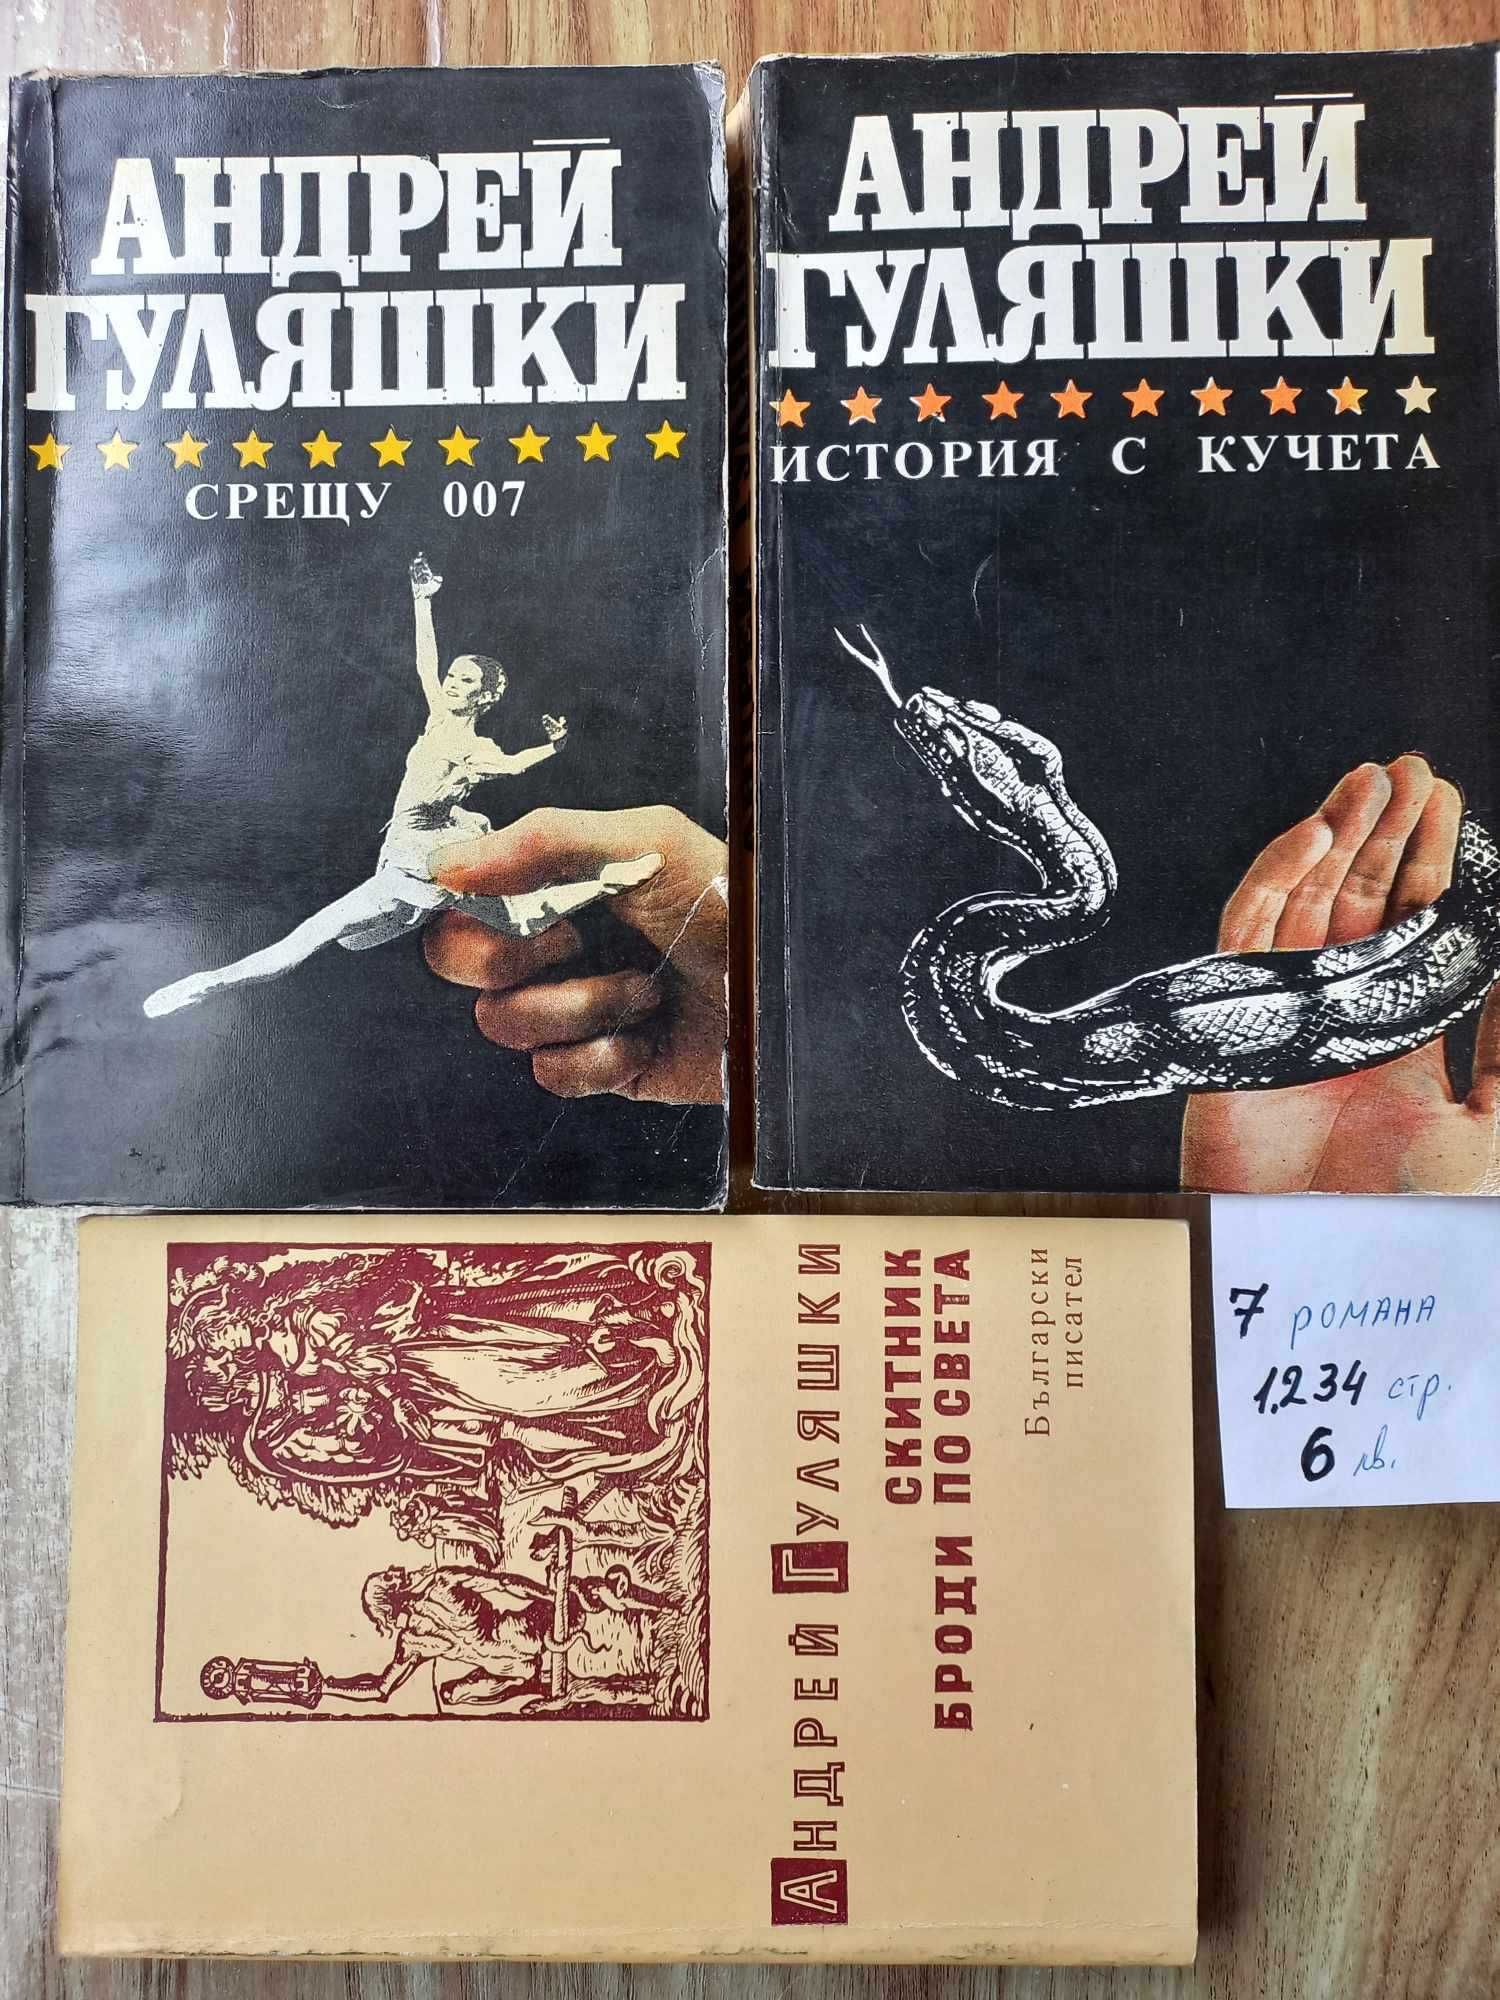 АНДРЕЙ
ГУЛЯШКИ
СРЕЩУ 007
АНДРЕЙ
ГУЛЯШКИ
ИСТОРИЯ С КУЧЕТА
АНДРЕЙ ГУЛЯШКИ
СКИТНИК
БРОДИ ПО СВЕТА
Български
писател
7 романа
1.234 стр.
6 лв.